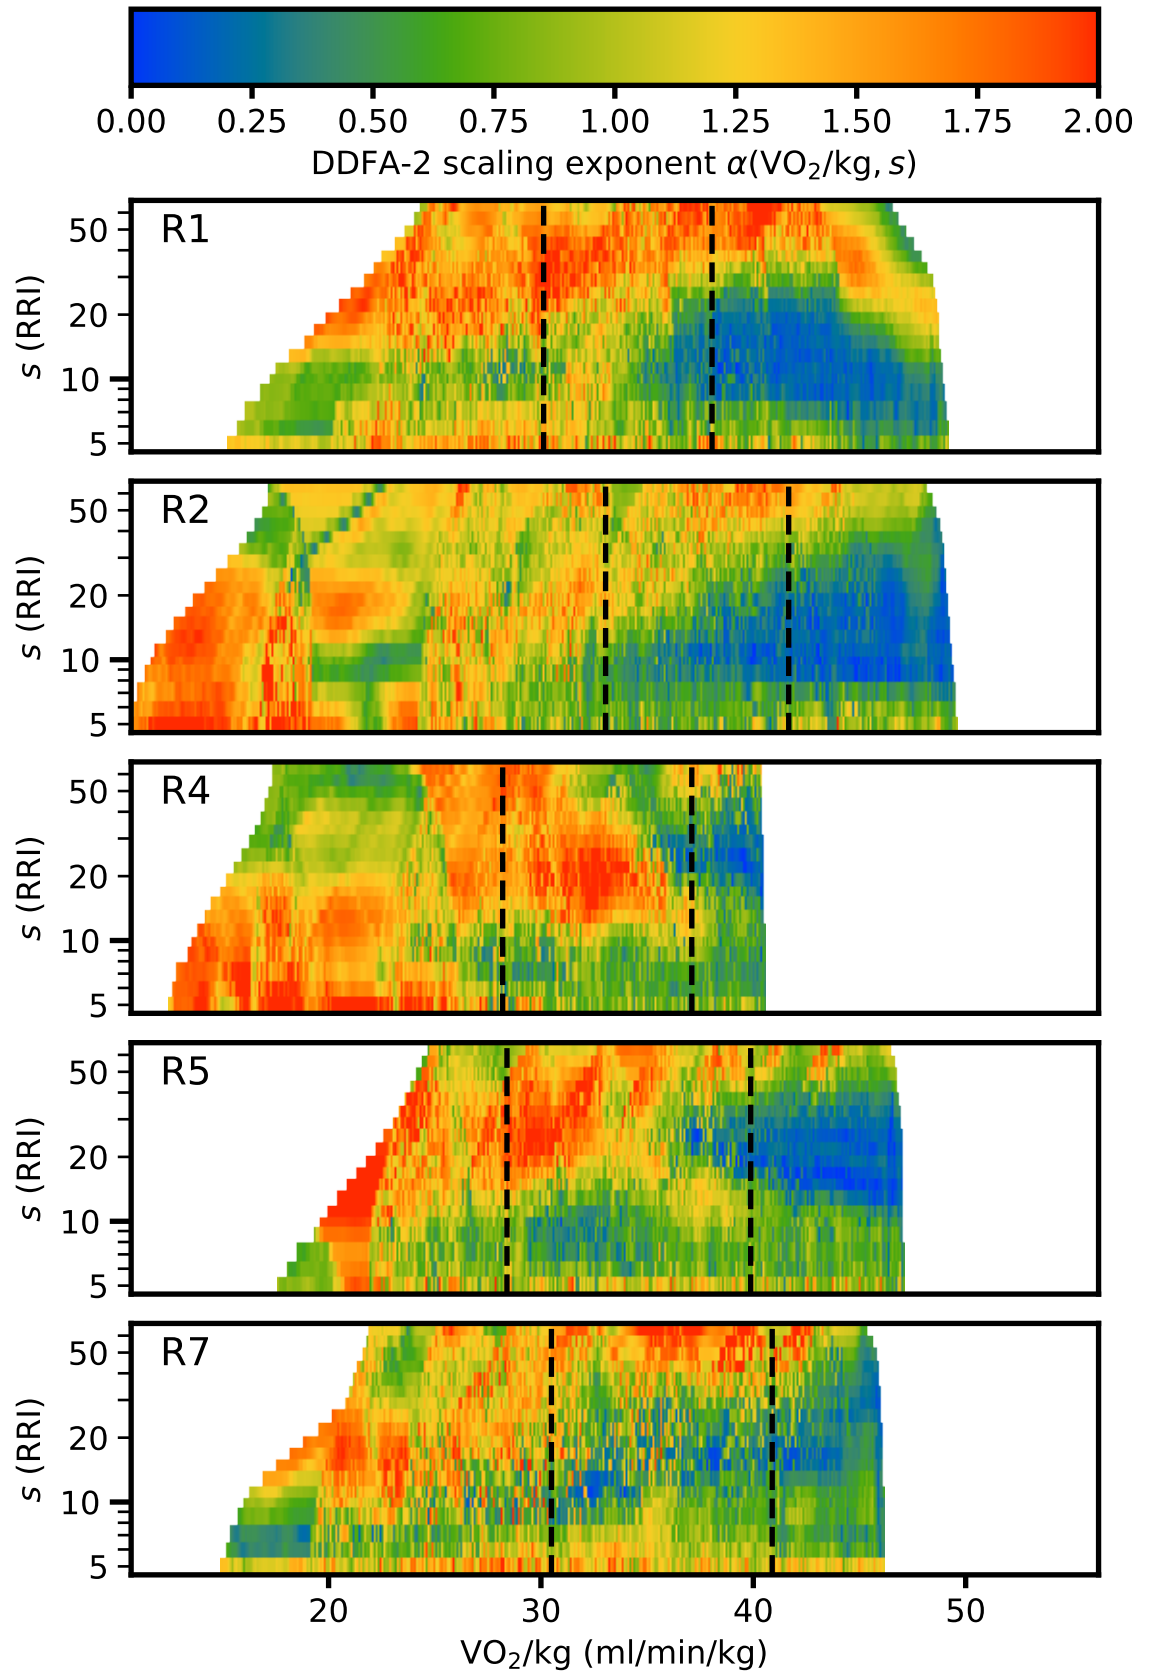 0.00 0.25 0.50 0.75 1.00 1.25 1.50 1.75 2.00
DDFA-2 scaling exponent α(VO₂/kg, s)
R1
50
20
10
5
s (RRI)
R2
50
20
10
5
s (RRI)
R4
50
20
10
5
s (RRI)
R5
50
20
10
5
s (RRI)
R7
50
20
10
5
s (RRI)
20 30 40 50
VO₂/kg (ml/min/kg)